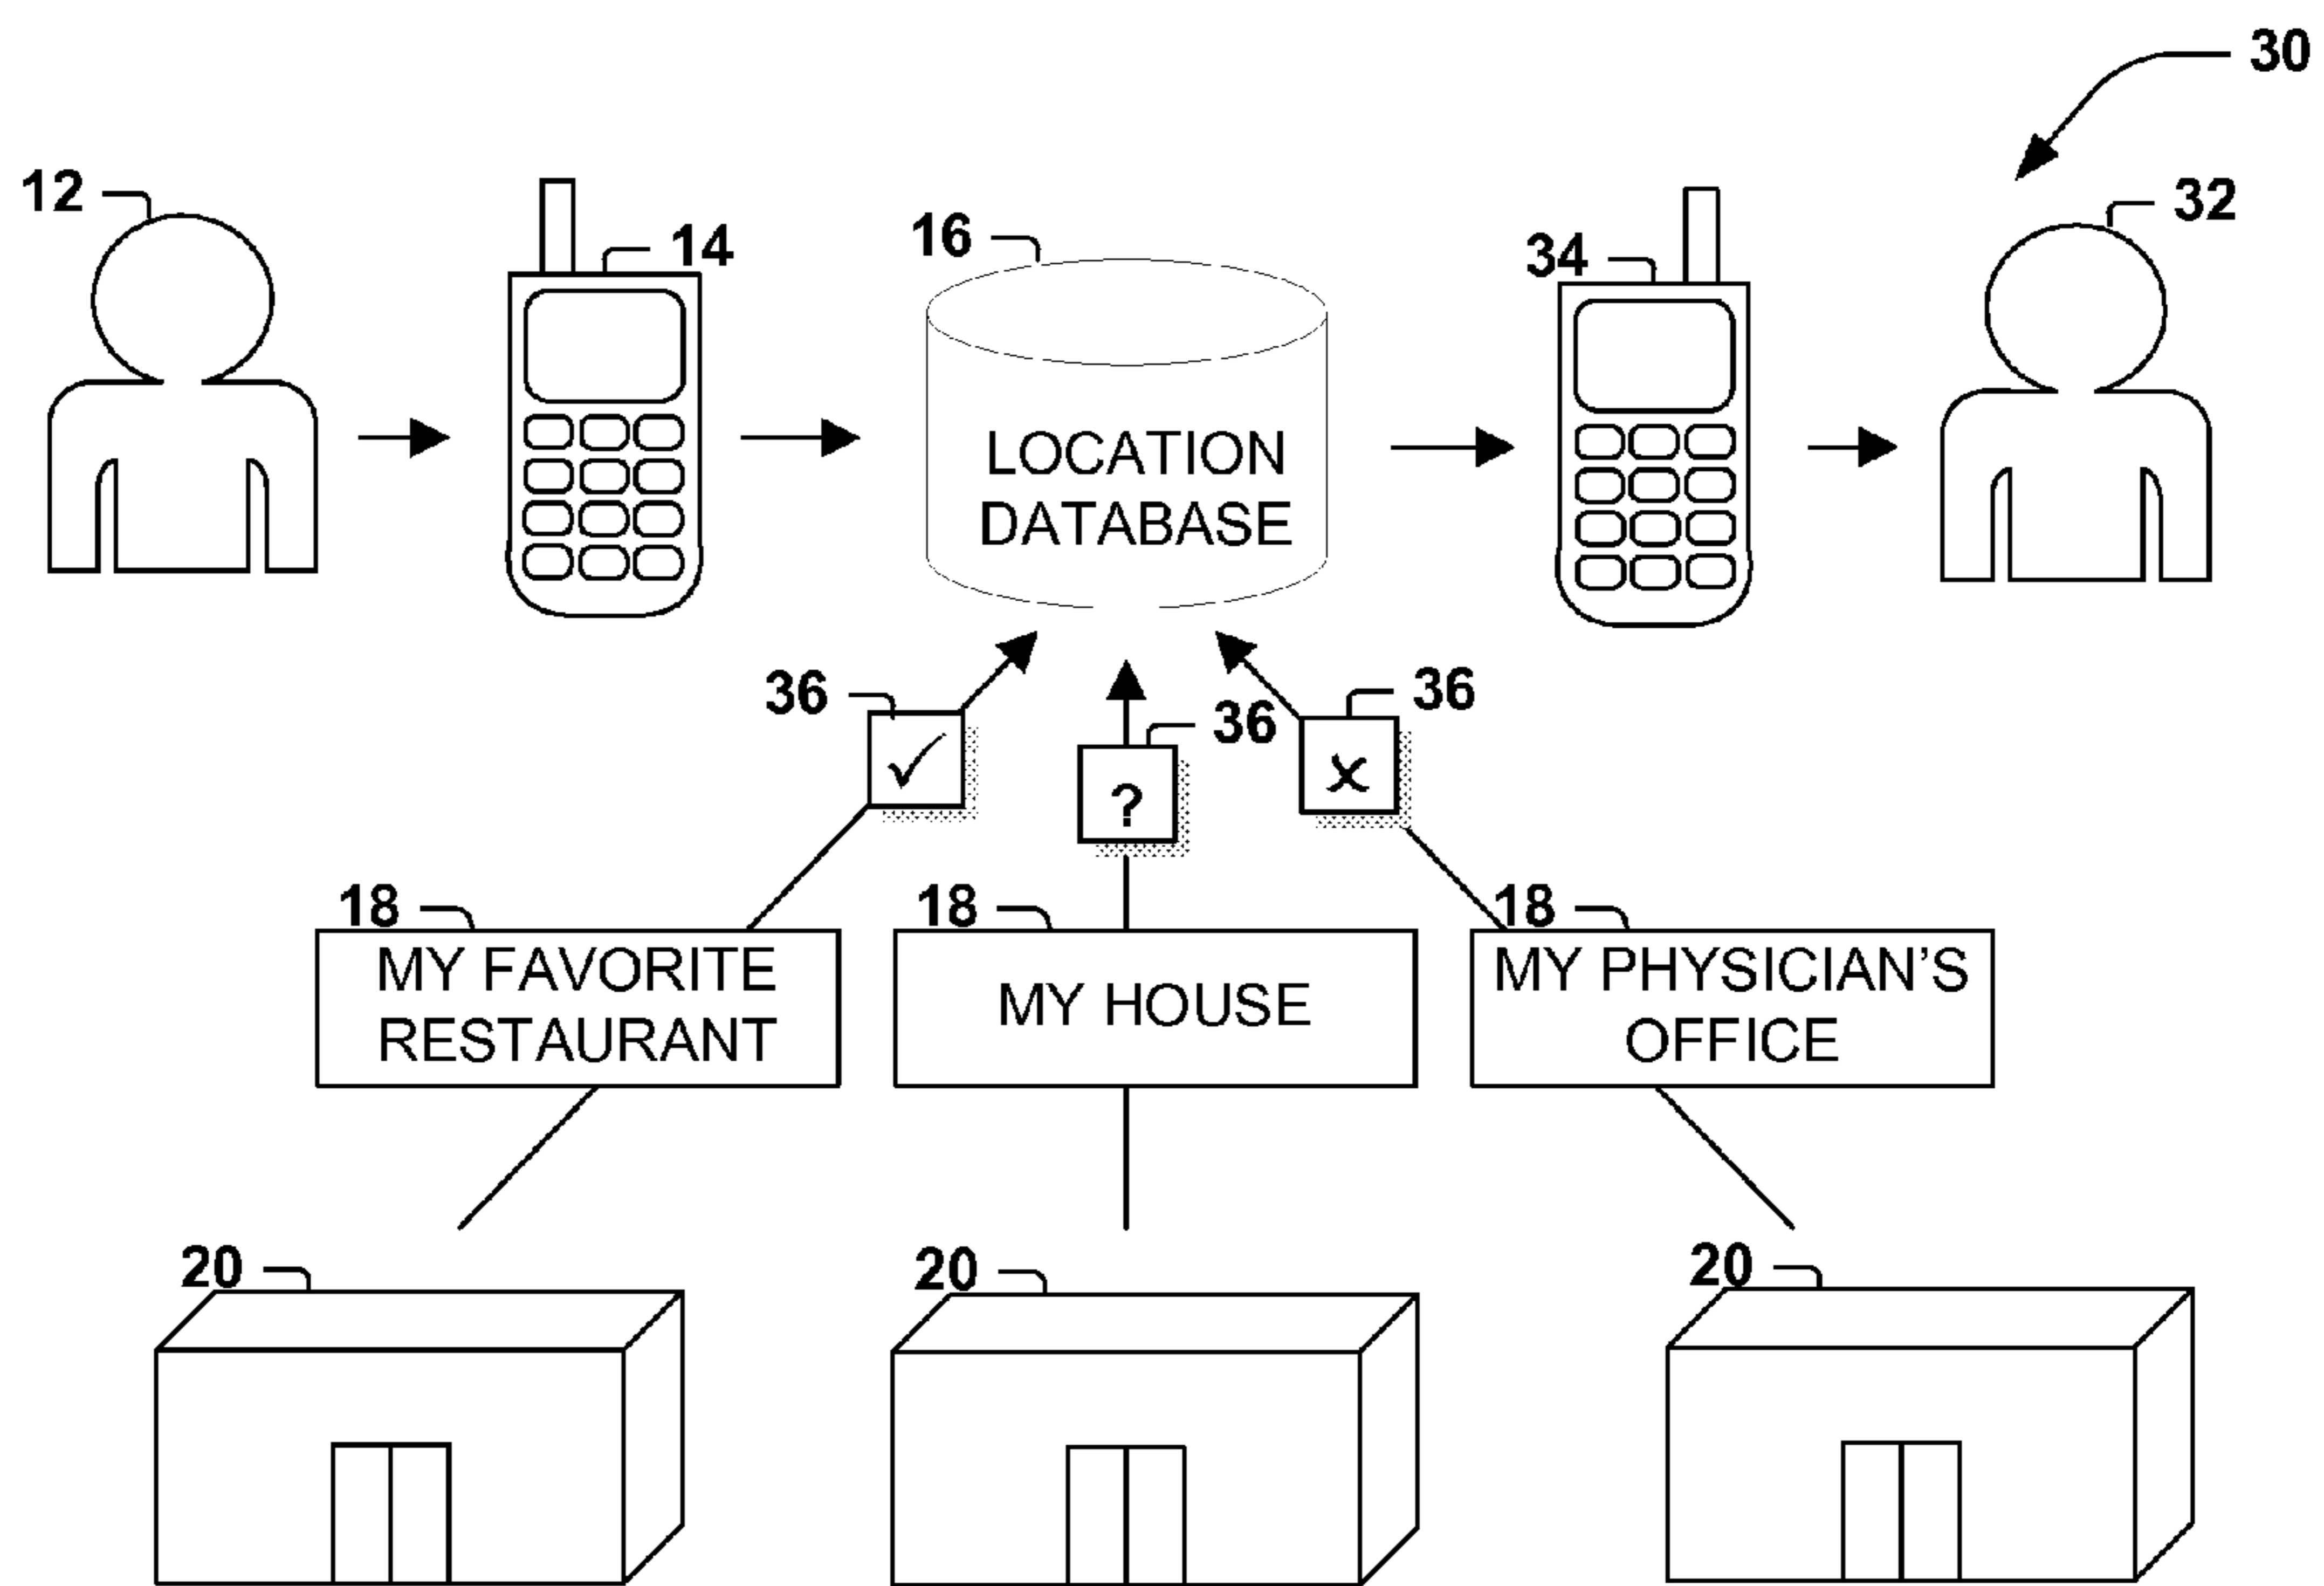 30
12
14
16
34
32
LOCATION
DATABASE
36
36
36
?
18
18
18
MY FAVORITE
RESTAURANT
MY HOUSE
MY PHYSICIAN'S
OFFICE
20
20
20